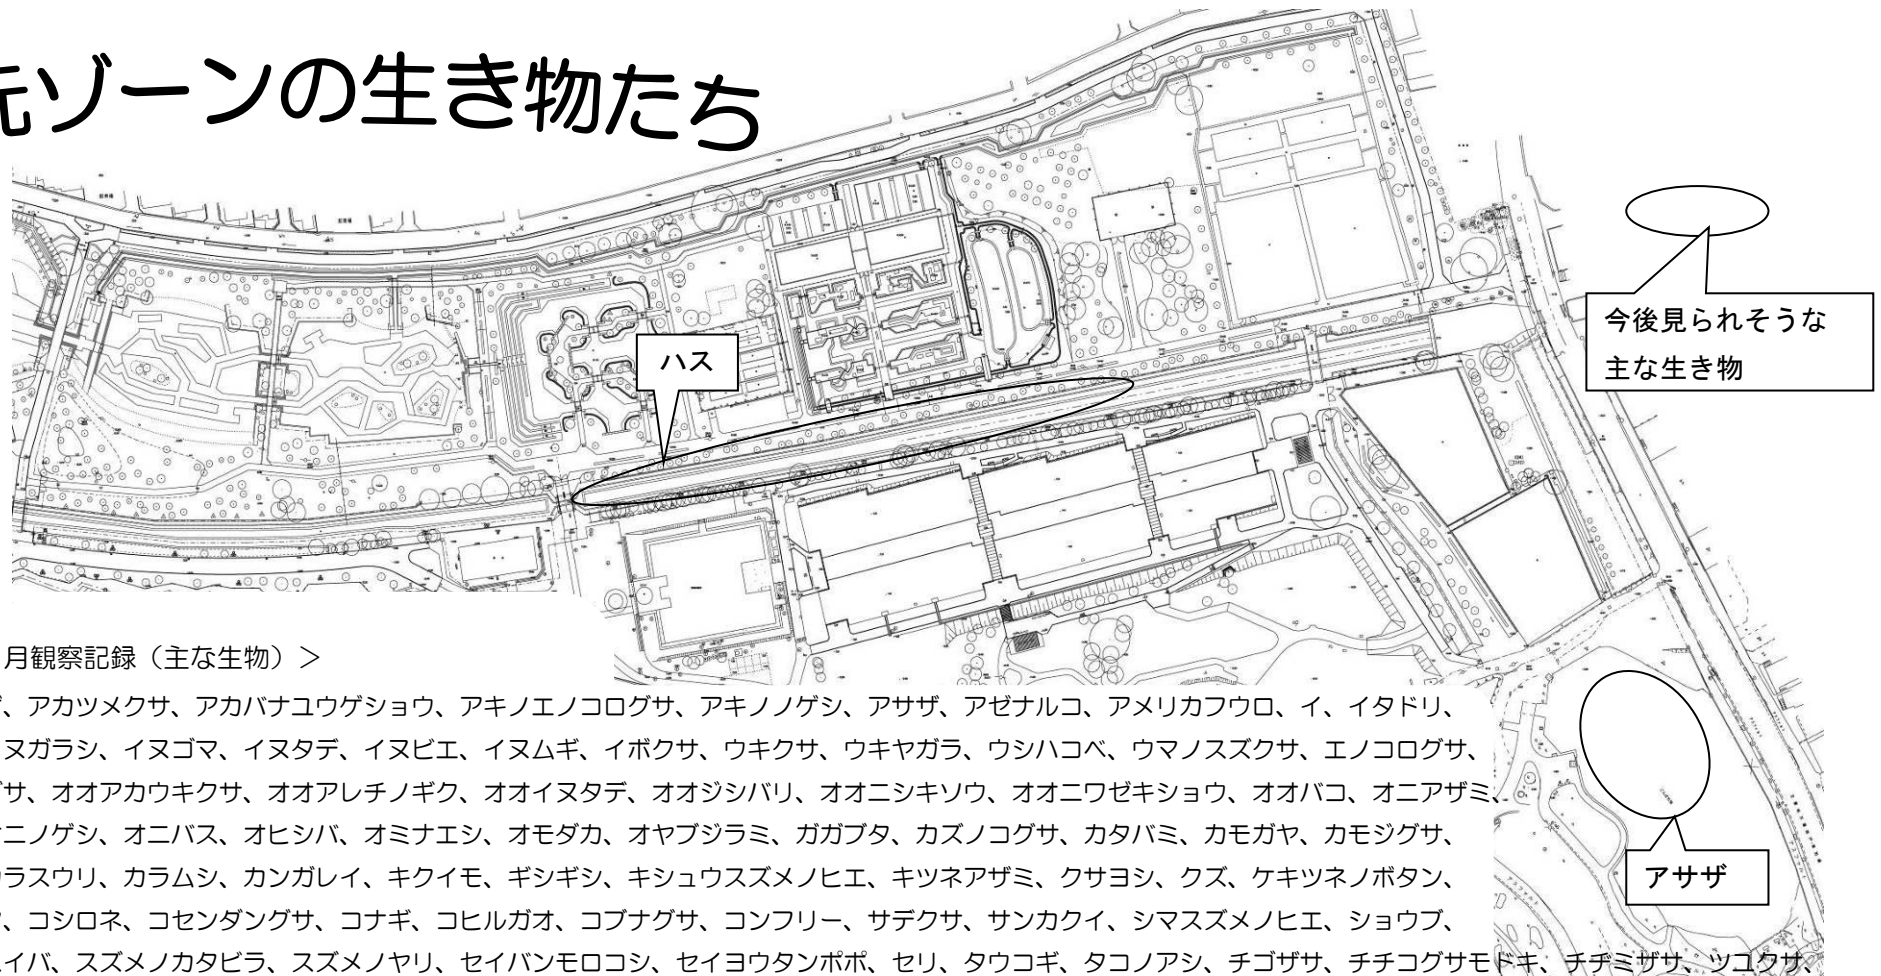 元ゾーンの生き物たち
今後見られそうな
主な生き物
ハス
アサザ
月観察記録（主な生物）＞
、アカツメクサ、アカバナユウゲショウ、アキノエノコログサ、アキノノゲシ、アサザ、アゼナルコ、アメリカフウロ、イ、イタドリ、
ヌガラシ、イヌゴマ、イヌタデ、イヌビエ、イヌムギ、イボクサ、ウキクサ、ウキヤガラ、ウシハコベ、ウマノスズクサ、エノコログサ、
サ、オオアカウキクサ、オオアレチノギク、オオイヌタデ、オオジシバリ、オオニシキソウ、オオニワゼキショウ、オオバコ、オニアザミ、
ニノゲシ、オニバス、オヒシバ、オミナエシ、オモダカ、オヤブジラミ、ガガブタ、カズノコグサ、カタバミ、カモガヤ、カモジグサ、
ラスウリ、カラムシ、カンガレイ、キクイモ、ギシギシ、キシュウスズメノヒエ、キツネアザミ、クサヨシ、クズ、ケキツネノボタン、
、コシロネ、コセンダングサ、コナギ、コヒルガオ、コブナグサ、コンフリー、サデクサ、サンカクイ、シマスズメノヒエ、ショウブ、
イバ、スズメノカタビラ、スズメノヤリ、セイバンモロコシ、セイヨウタンポポ、セリ、タウコギ、タコノアシ、チゴザサ、チチコグサモドキ、チヂミザサ、ツユクサ、